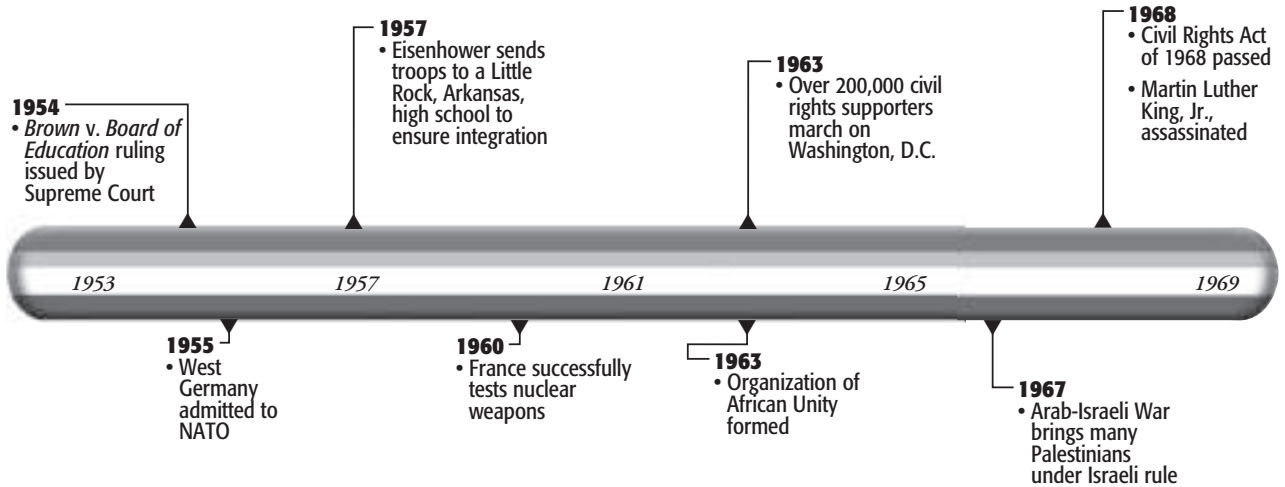 1954
• Brown v. Board of
Education ruling
issued by
Supreme Court
1957
• Eisenhower sends
troops to a Little
Rock, Arkansas,
high school to
ensure integration
1963
• Over 200,000 civil
rights supporters
march on
Washington, D.C.
1968
• Civil Rights Act
of 1968 passed
• Martin Luther
King, Jr.,
assassinated
1953 1957 1961 1965 1969
1955
• West
Germany
admitted to
NATO
1960
• France successfully
tests nuclear
weapons
1963
• Organization of
African Unity
formed
1967
• Arab-Israeli War
brings many
Palestinians
under Israeli rule